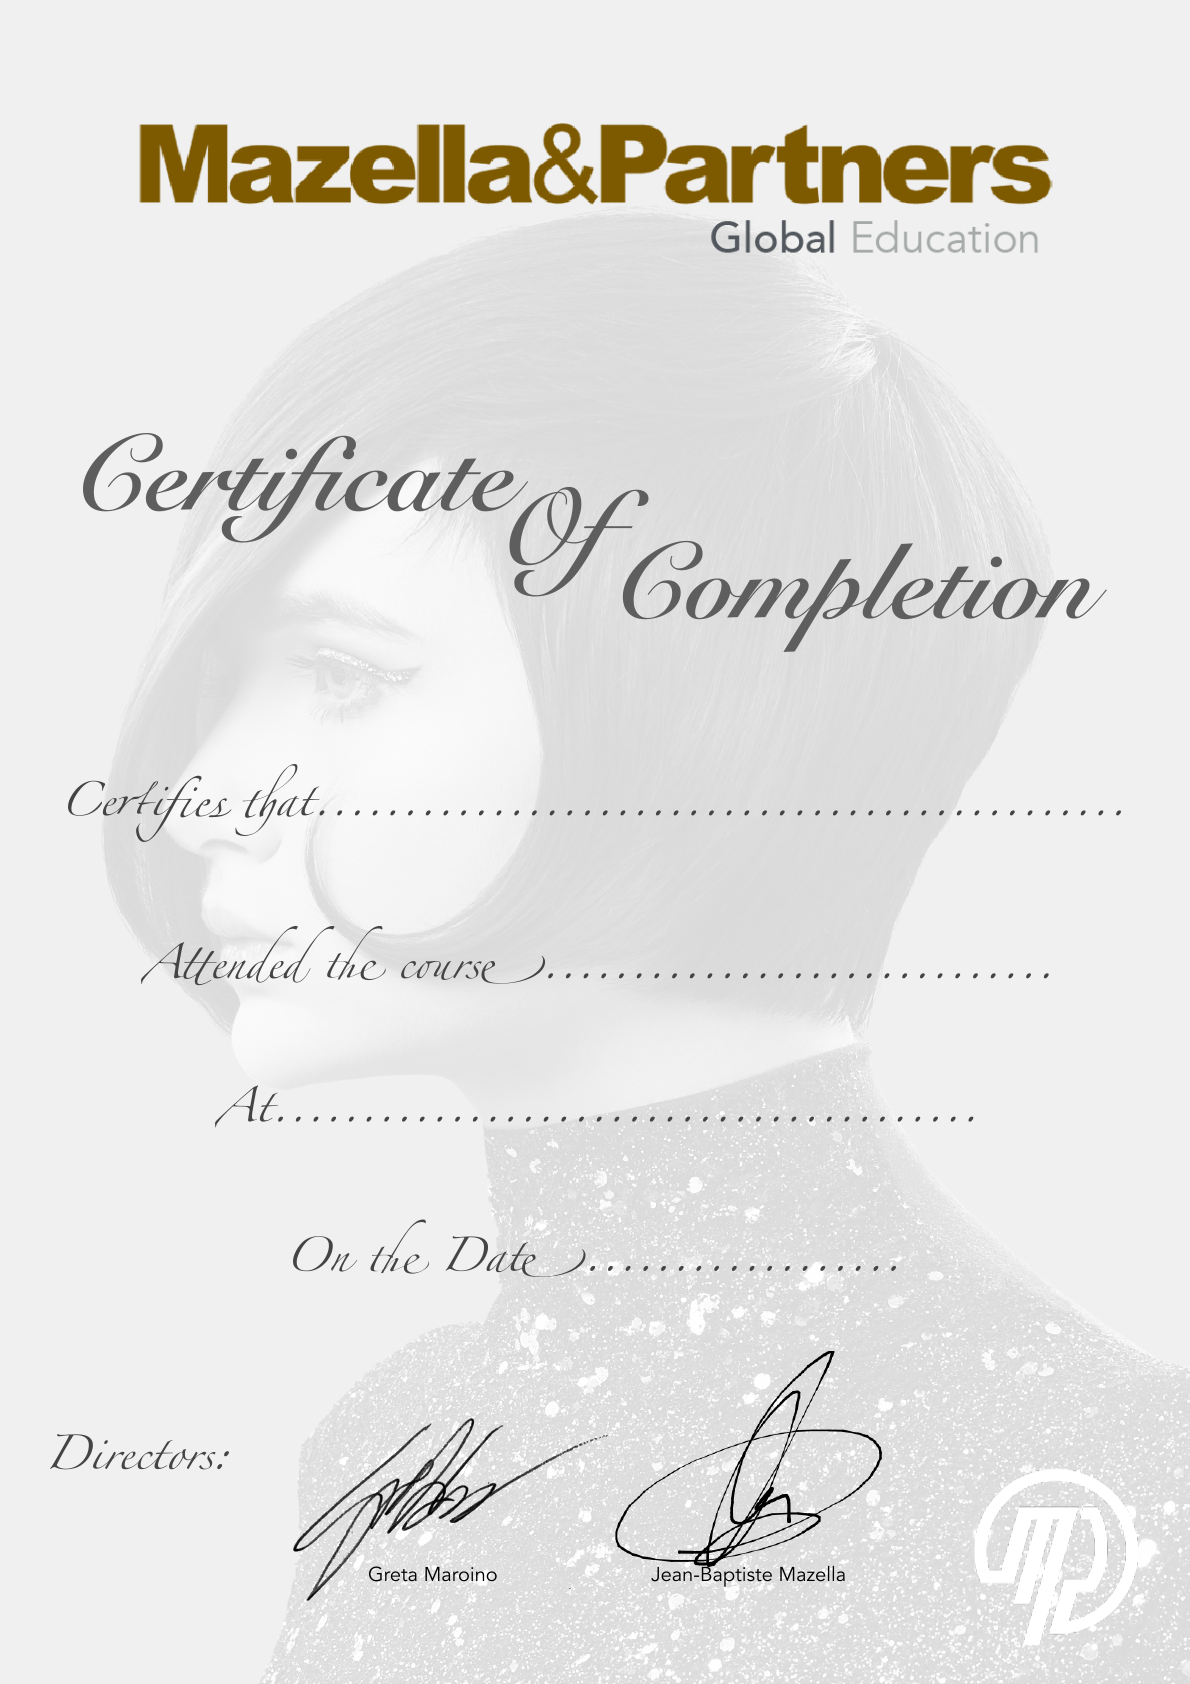 Mazella&Partners
Global Education
Certificate
Of
Completion
Certifies that..............................................
Attended the course.............................
At........................................
On the Date..................
Directors:
Greta Maroino
Jean-Baptiste Mazella
mp